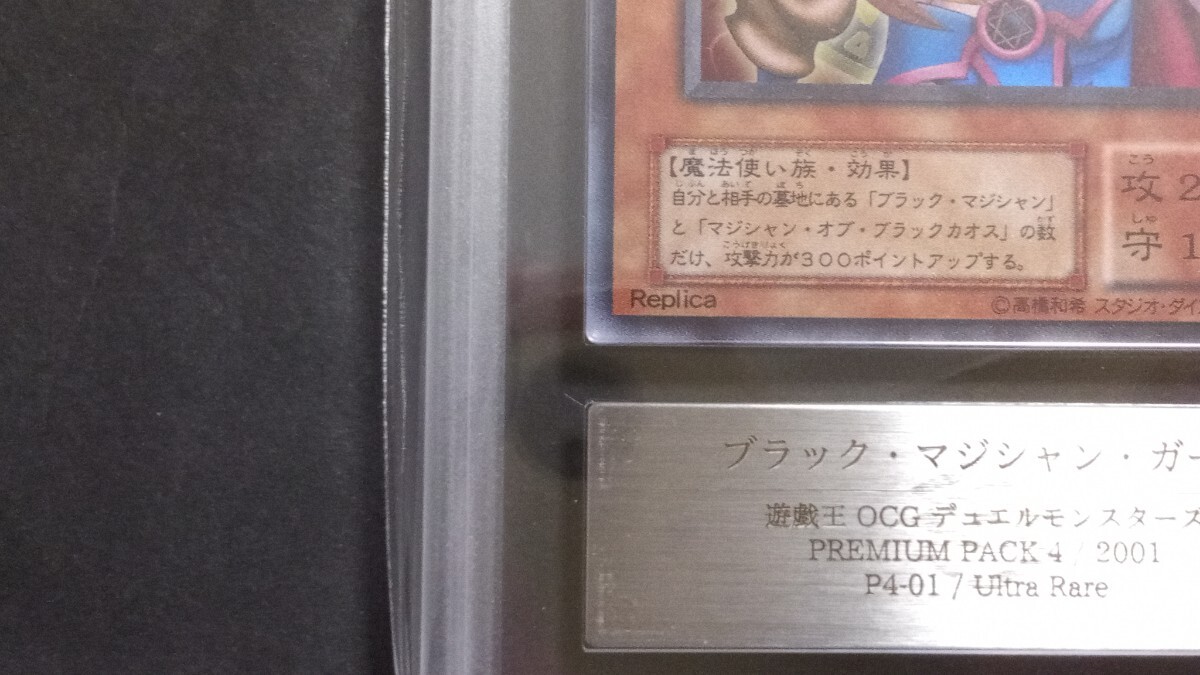 【魔法使い族・効果】
自分と相手の墓地にある「ブラック・マジシャン」
と「マジシャン・オブ・ブラックカオス」の数
だけ、攻撃力が300ポイントアップする。
攻 2
守 1
Replica
©高橋和希 スタジオ・ダイ
ブラック・マジシャン・ガー
遊戯王 OCG デュエルモンスターズ
PREMIUM PACK 4 / 2001
P4-01 / Ultra Rare